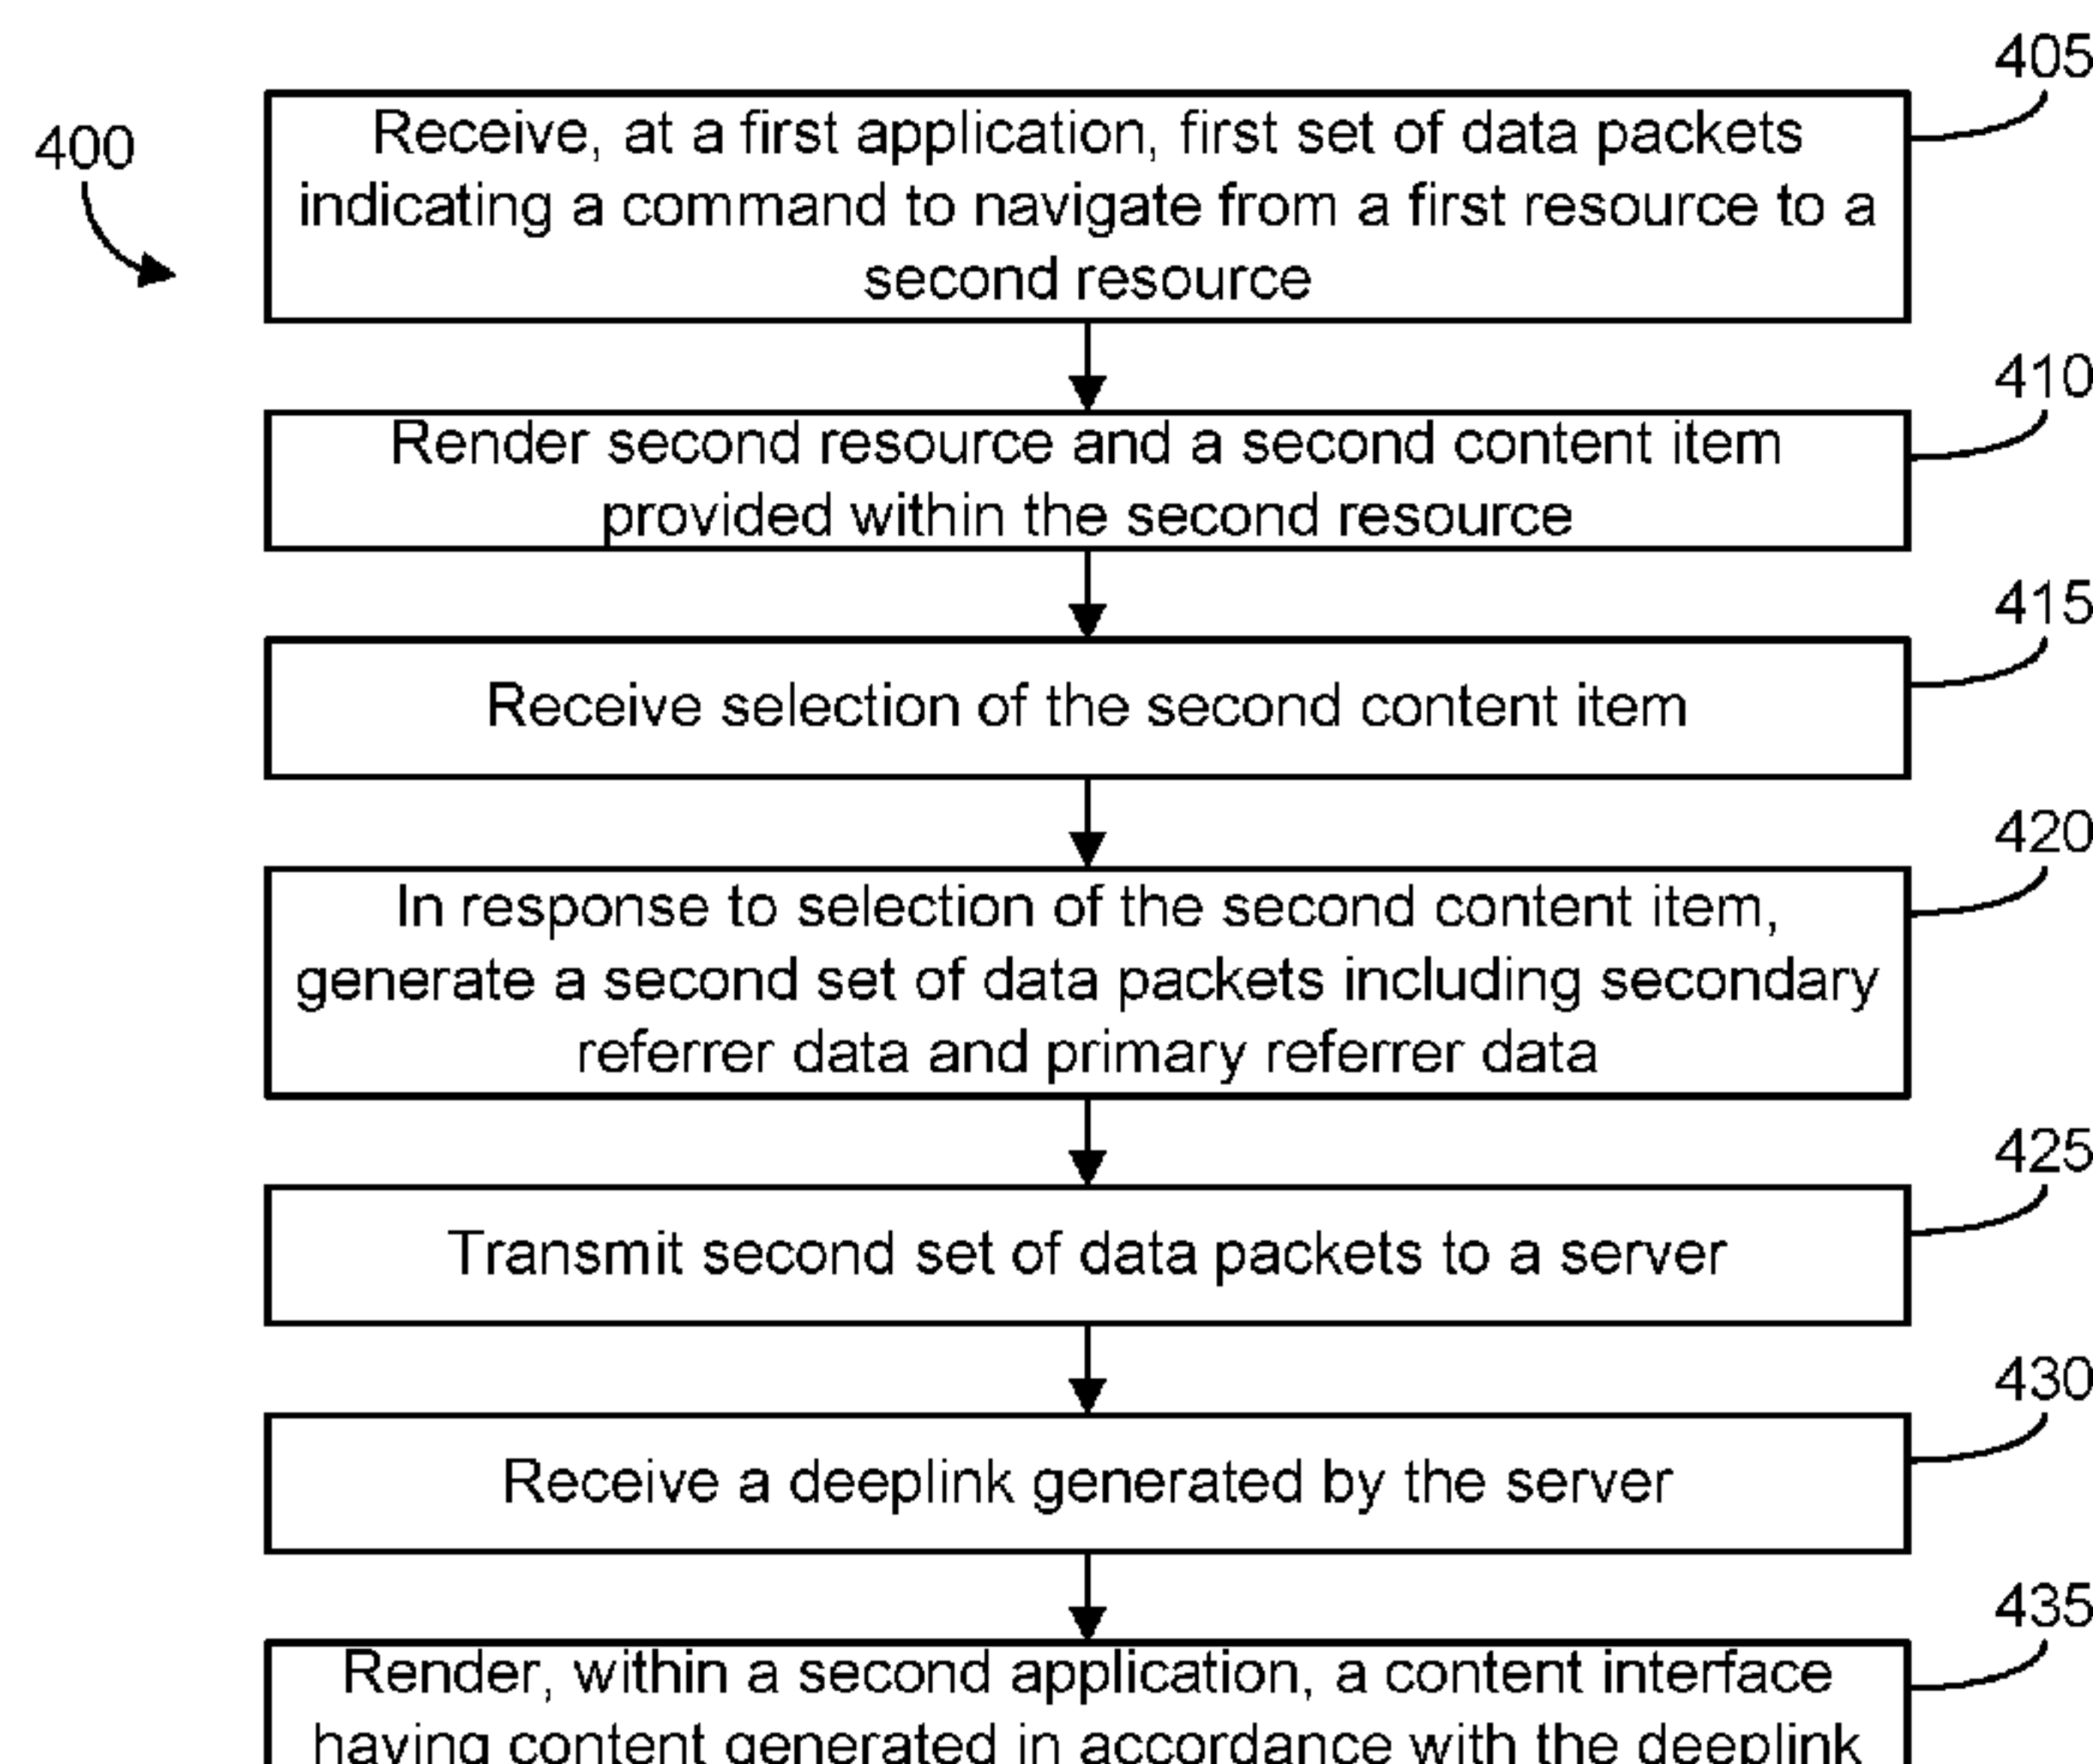 405
400
Receive, at a first application, first set of data packets
indicating a command to navigate from a first resource to a
second resource
410
Render second resource and a second content item
provided within the second resource
415
Receive selection of the second content item
420
In response to selection of the second content item,
generate a second set of data packets including secondary
referrer data and primary referrer data
425
Transmit second set of data packets to a server
430
Receive a deeplink generated by the server
435
Render, within a second application, a content interface
having content generated in accordance with the deeplink